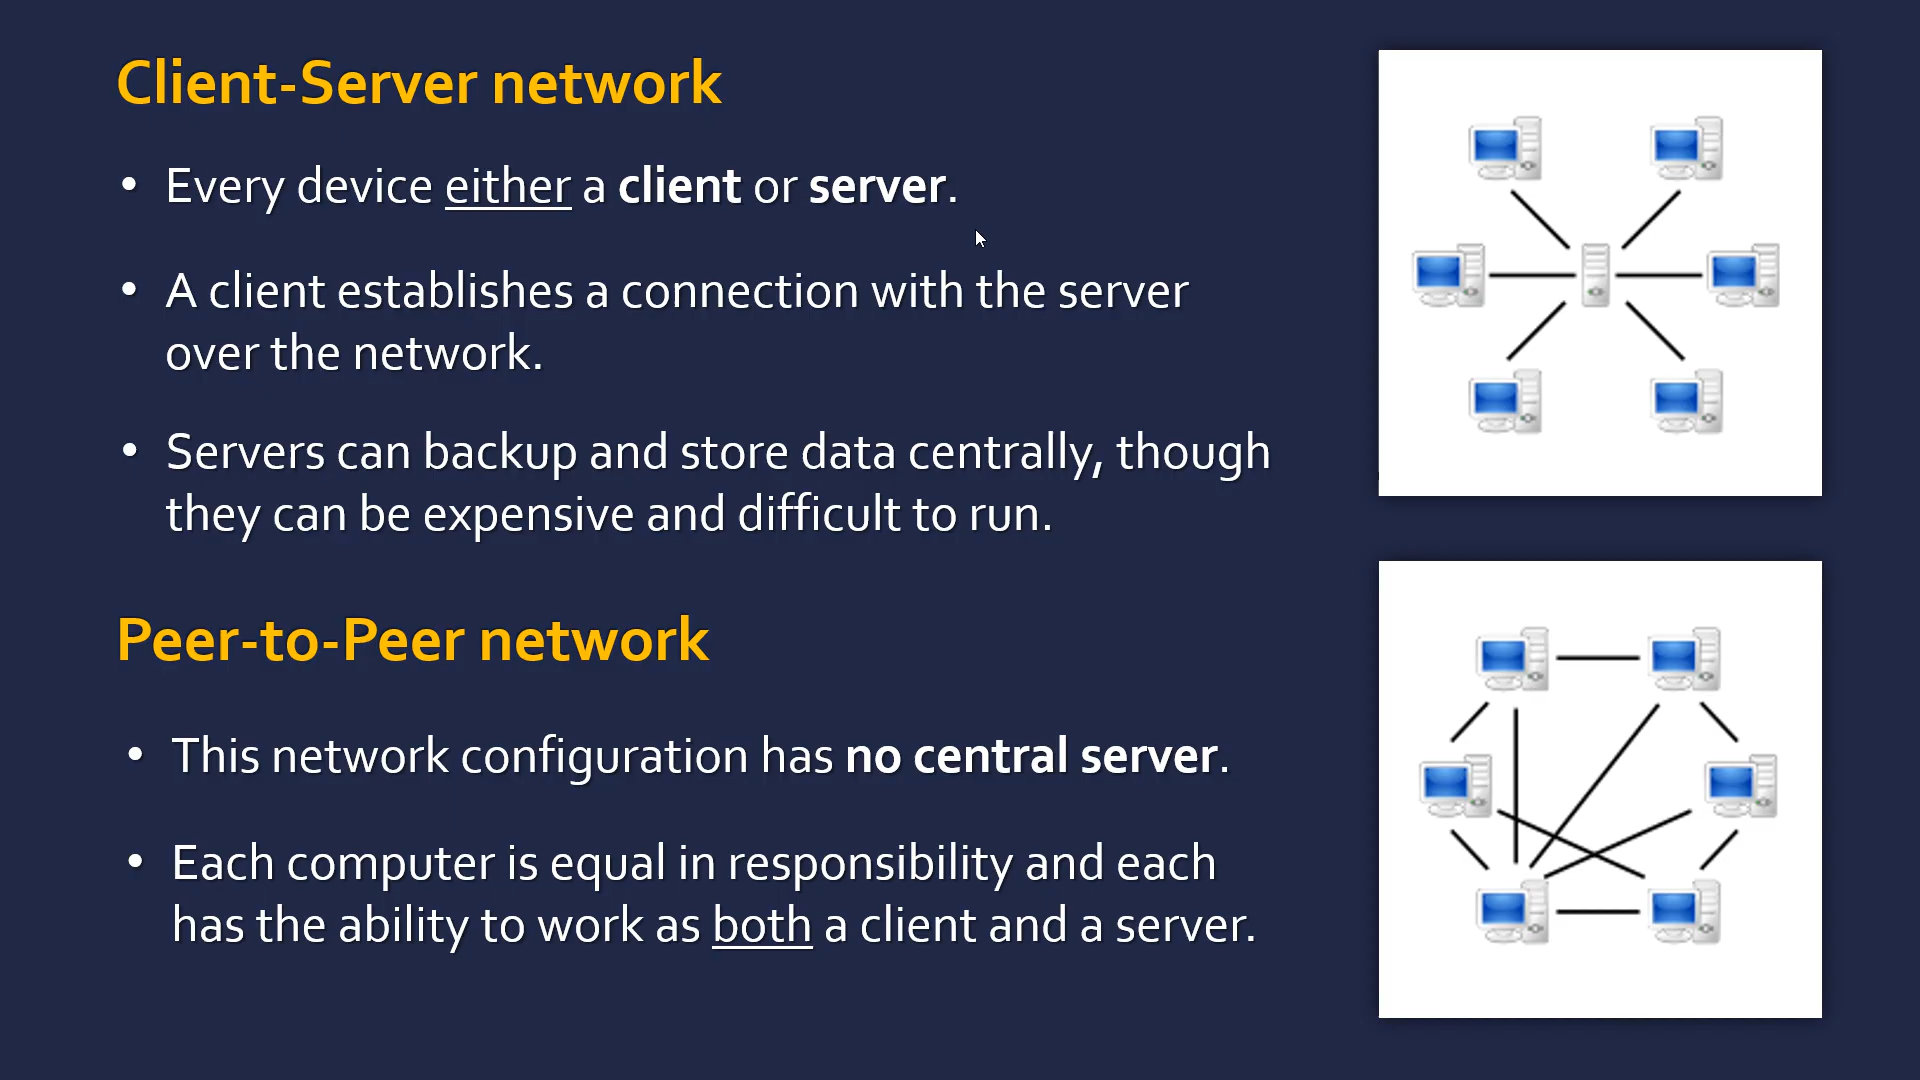 Client-Server network
• Every device either a client or server.
• A client establishes a connection with the server
over the network.
• Servers can backup and store data centrally, though
they can be expensive and difficult to run.
Peer-to-Peer network
• This network configuration has no central server.
• Each computer is equal in responsibility and each
has the ability to work as both a client and a server.